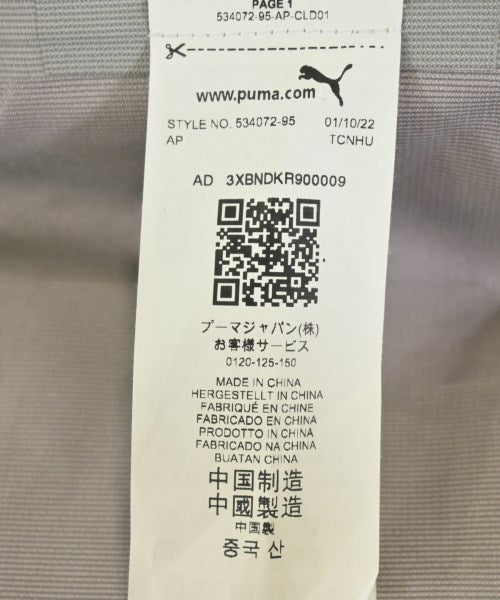 PAGE 1
534072-95-AP-CLD01
www.puma.com
STYLE NO. 534072-95 01/10/22
AP TCNHU
AD 3XBNDKR900009
プーマジャパン(株)
お客様サービス
0120-125-150
MADE IN CHINA
HERGESTELLT IN CHINA
FABRIQUÉ EN CHINE
FABRICADO EN CHINA
PRODOTTO IN CHINA
FABRICADO NA CHINA
BUATAN CHINA
中国制造
中國製造
中国製
중국 산